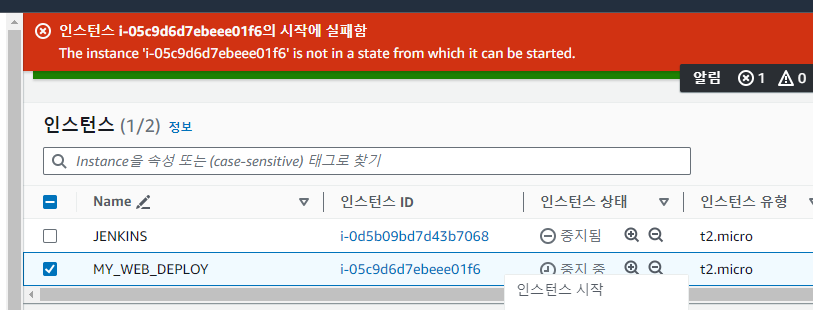 인스턴스 i-05c9d6d7ebeee01f6의 시작에 실패함
The instance 'i-05c9d6d7ebeee01f6' is not in a state from which it can be started.
알림 1 0
인스턴스 (1/2) 정보
Instance을 속성 또는 (case-sensitive) 태그로 찾기
Name 인스턴스 ID 인스턴스 상태 인스턴스 유형
JENKINS i-0d5b09bd7d43b7068 중지됨 t2.micro
MY_WEB_DEPLOY i-05c9d6d7ebeee01f6 중지 중 t2.micro
인스턴스 시작